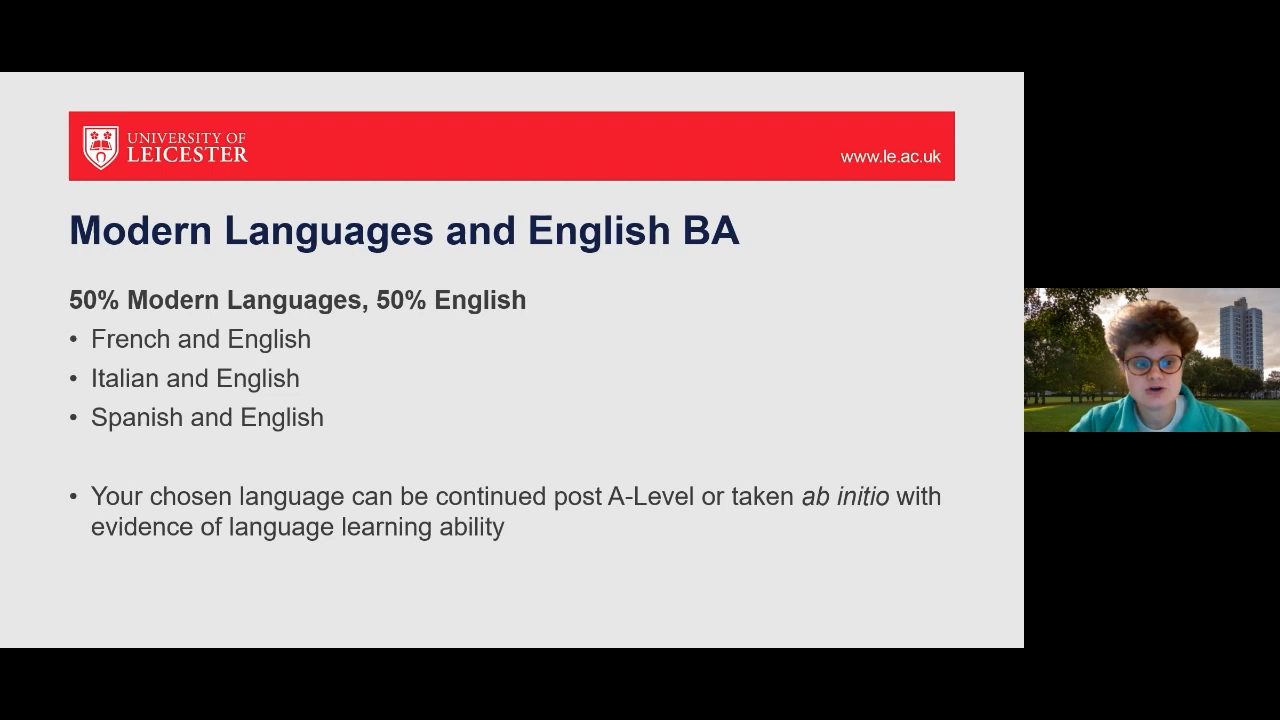 UNIVERSITY OF
LEICESTER
www.le.ac.uk
Modern Languages and English BA
50% Modern Languages, 50% English
• French and English
• Italian and English
• Spanish and English
• Your chosen language can be continued post A-Level or taken ab initio with
evidence of language learning ability